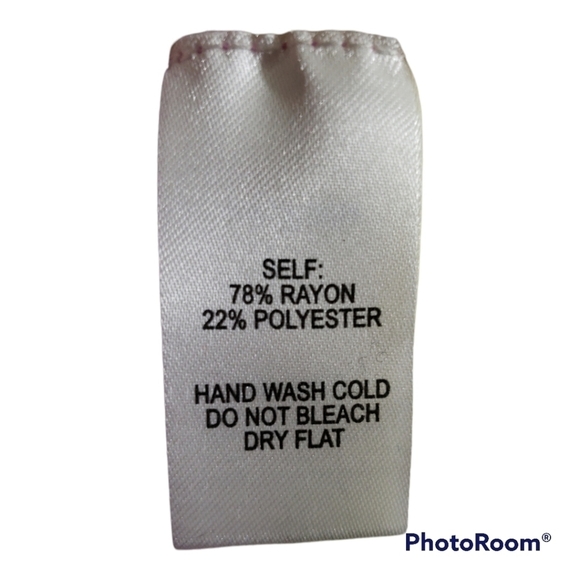 SELF:
78% RAYON
22% POLYESTER
HAND WASH COLD
DO NOT BLEACH
DRY FLAT
PhotoRoom®